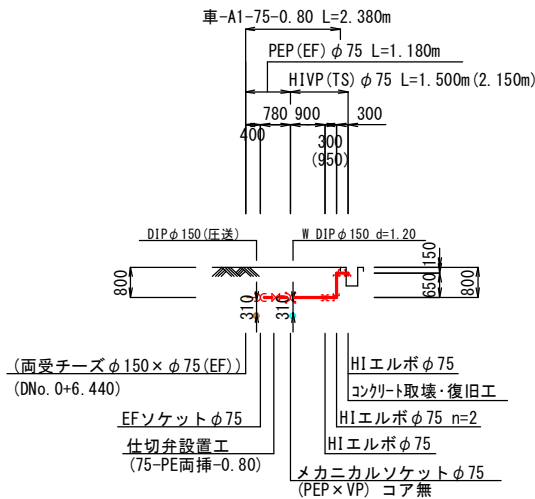 車-A1-75-0.80 L=2.380m
PEP(EF)φ75 L=1.180m
HIVP(TS)φ75 L=1.500m(2.150m)
780 900 300
400 300
(950)
DIPφ150(圧送) W DIPφ150 d=1.20
800 310 310 650 150 800
(両受チーズφ150×φ75(EF))
(DNo.0+6.440)
HIエルボφ75
コンクリート取壊・復旧工
EFソケットφ75
HIエルボφ75 n=2
仕切弁設置工
(75-PE両挿-0.80)
HIエルボφ75
メカニカルソケットφ75
(PEP×VP) コア無